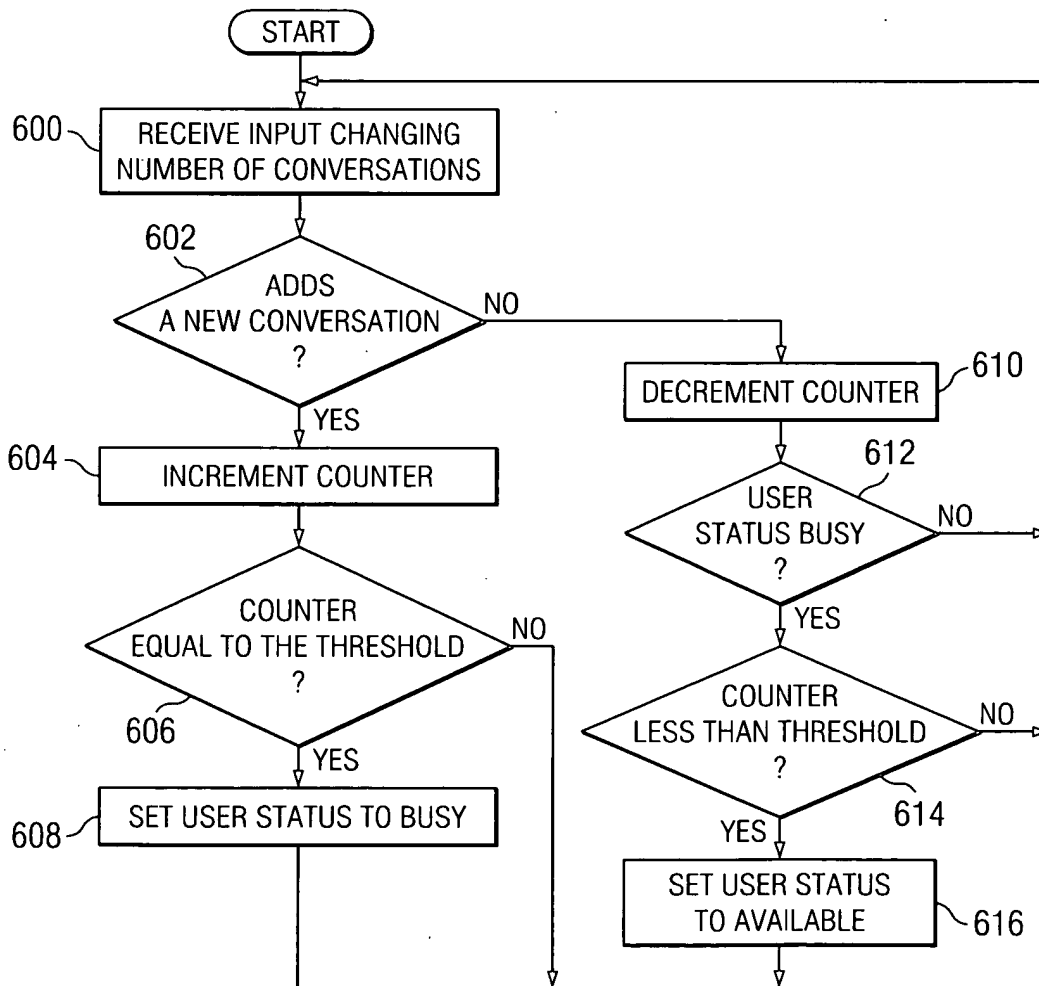 START
600
RECEIVE INPUT CHANGING
NUMBER OF CONVERSATIONS
602
ADDS
A NEW CONVERSATION
?
NO
YES
610
DECREMENT COUNTER
604
INCREMENT COUNTER
612
USER
STATUS BUSY
?
NO
YES
COUNTER
EQUAL TO THE THRESHOLD
?
NO
606
YES
COUNTER
LESS THAN THRESHOLD
?
NO
614
YES
608
SET USER STATUS TO BUSY
SET USER STATUS
TO AVAILABLE
616